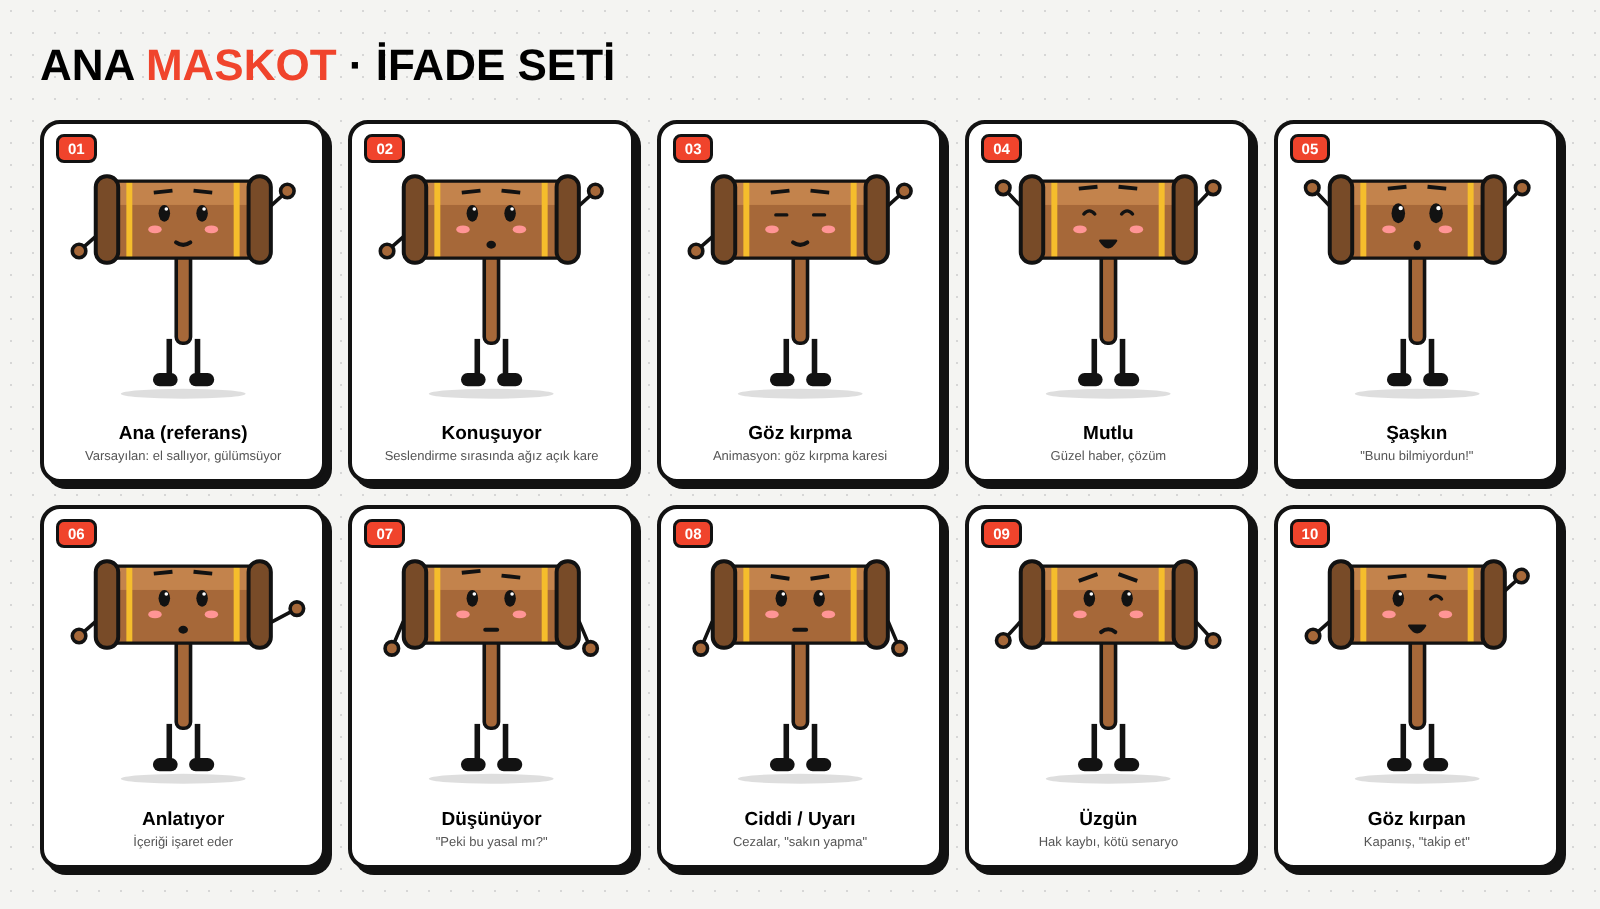 ANA MASKOT · İFADE SETİ
01
Ana (referans)
Varsayılan: el sallıyor, gülümsüyor
02
Konuşuyor
Seslendirme sırasında ağız açık kare
03
Göz kırpma
Animasyon: göz kırpma karesi
04
Mutlu
Güzel haber, çözüm
05
Şaşkın
"Bunu bilmiyordun!"
06
Anlatıyor
İçeriği işaret eder
07
Düşünüyor
"Peki bu yasal mı?"
08
Ciddi / Uyarı
Cezalar, "sakın yapma"
09
Üzgün
Hak kaybı, kötü senaryo
10
Göz kırpan
Kapanış, "takip et"